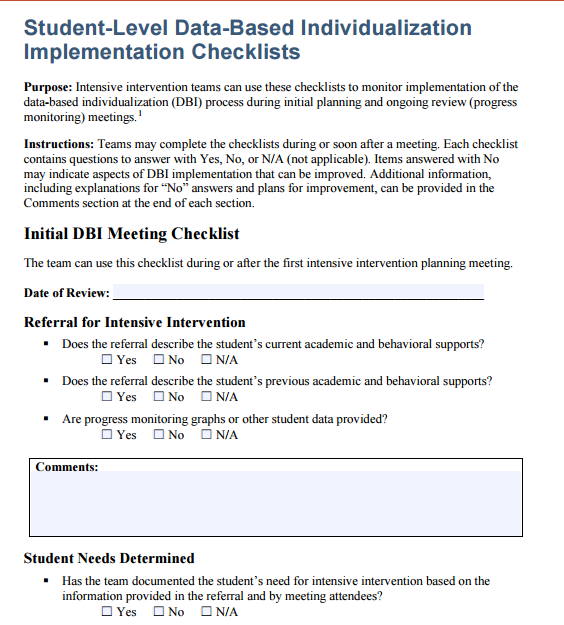 Student-Level Data-Based Individualization
Implementation Checklists
Purpose: Intensive intervention teams can use these checklists to monitor implementation of the
data-based individualization (DBI) process during initial planning and ongoing review (progress
monitoring) meetings.1
Instructions: Teams may complete the checklists during or soon after a meeting. Each checklist
contains questions to answer with Yes, No, or N/A (not applicable). Items answered with No
may indicate aspects of DBI implementation that can be improved. Additional information,
including explanations for “No” answers and plans for improvement, can be provided in the
Comments section at the end of each section.
Initial DBI Meeting Checklist
The team can use this checklist during or after the first intensive intervention planning meeting.
Date of Review:
Referral for Intensive Intervention
▪ Does the referral describe the student’s current academic and behavioral supports?
☐ Yes ☐ No ☐ N/A
▪ Does the referral describe the student’s previous academic and behavioral supports?
☐ Yes ☐ No ☐ N/A
▪ Are progress monitoring graphs or other student data provided?
☐ Yes ☐ No ☐ N/A
Comments:
Student Needs Determined
▪ Has the team documented the student’s need for intensive intervention based on the
information provided in the referral and by meeting attendees?
☐ Yes ☐ No ☐ N/A